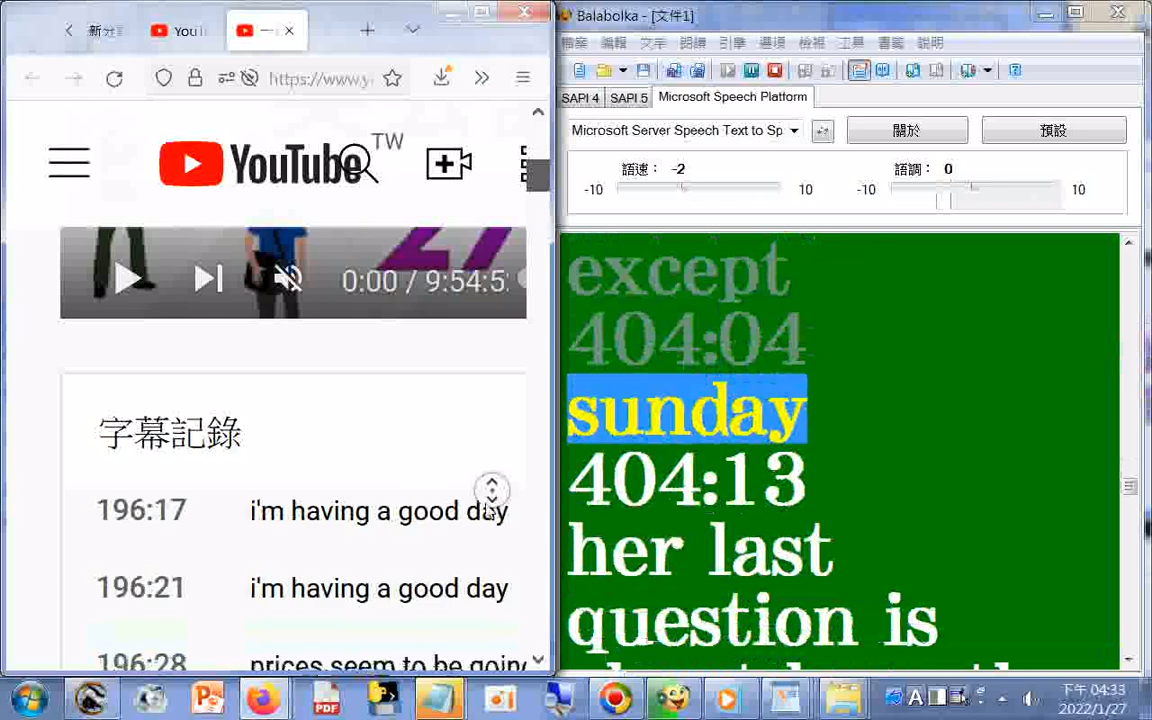 YouTube TW
https://www.y
27
0:00 / 9:54:5
字幕記錄
196:17 i'm having a good day
196:21 i'm having a good day
196:28 prices seem to be goin
Balabolka - [文件1]
檔案 編輯 文字 朗讀 引擎 選項 檢視 工具 書籤 說明
SAPI 4 SAPI 5 Microsoft Speech Platform
Microsoft Server Speech Text to Sp 關於 預設
語速： -2 語調： 0
-10 10 -10 10
except
404:04
sunday
404:13
her last
question is
PDF
A
下午 04:33
2022/1/27